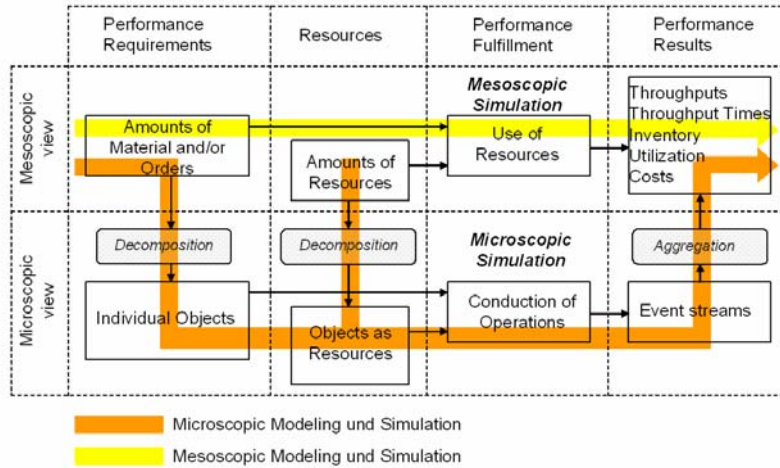 Performance
Requirements
Resources
Performance
Fulfillment
Performance
Results
Mesoscopic
view
Amounts of
Material and/or
Orders
Amounts of
Resources
Mesoscopic
Simulation
Use of
Resources
Throughputs
Throughput Times
Inventory
Utilization
Costs
Microscopic
view
Decomposition
Decomposition
Microscopic
Simulation
Aggregation
Individual Objects
Objects as
Resources
Conduction of
Operations
Event streams
Microscopic Modeling und Simulation
Mesoscopic Modeling und Simulation